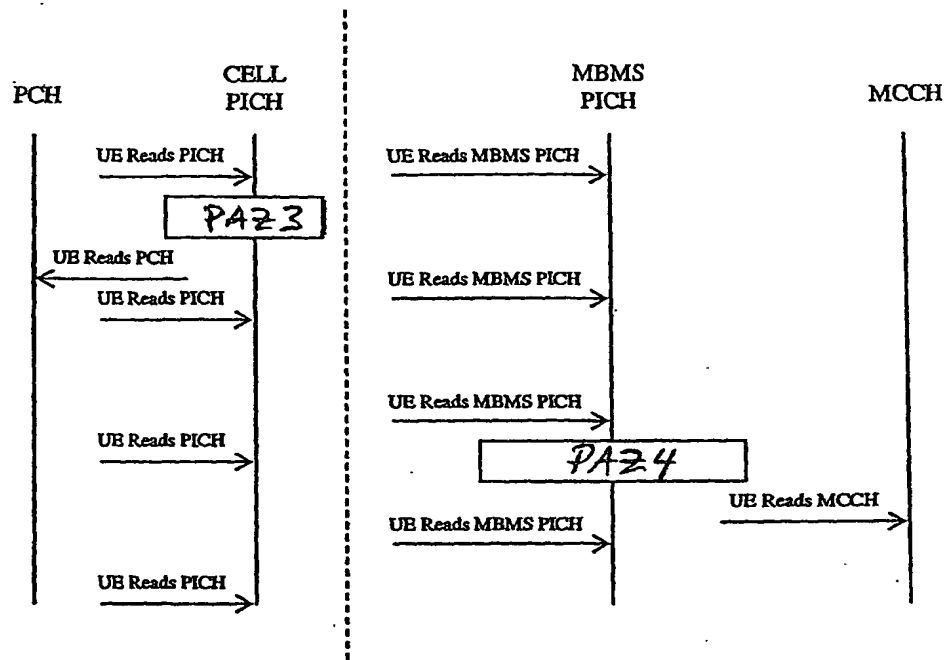 PCH
CELL
PICH
MBMS
PICH
MCCH
UE Reads PICH
UE Reads MBMS PICH
PAZ3
UE Reads PCH
UE Reads MBMS PICH
UE Reads PICH
UE Reads MBMS PICH
UE Reads PICH
PAZ4
UE Reads MCCH
UE Reads MBMS PICH
UE Reads PICH